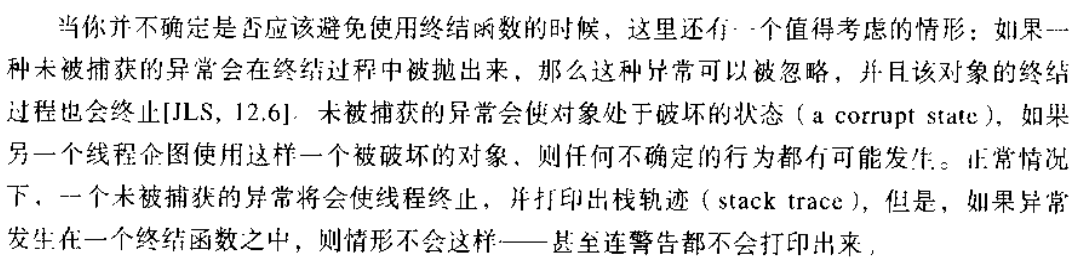 当你并不确定是否应该避免使用终结函数的时候，这里还有一个值得考虑的情形：如果一
种未被捕获的异常会在终结过程中被抛出来，那么这种异常可以被忽略，并且该对象的终结
过程也会终止[JLS, 12.6]。未被捕获的异常会使对象处于破坏的状态（a corrupt state），如果
另一个线程企图使用这样一个被破坏的对象，则任何不确定的行为都有可能发生。正常情况
下，一个未被捕获的异常将会使线程终止，并打印出栈轨迹（stack trace），但是，如果异常
发生在一个终结函数之中，则情形不会这样——甚至连警告都不会打印出来。